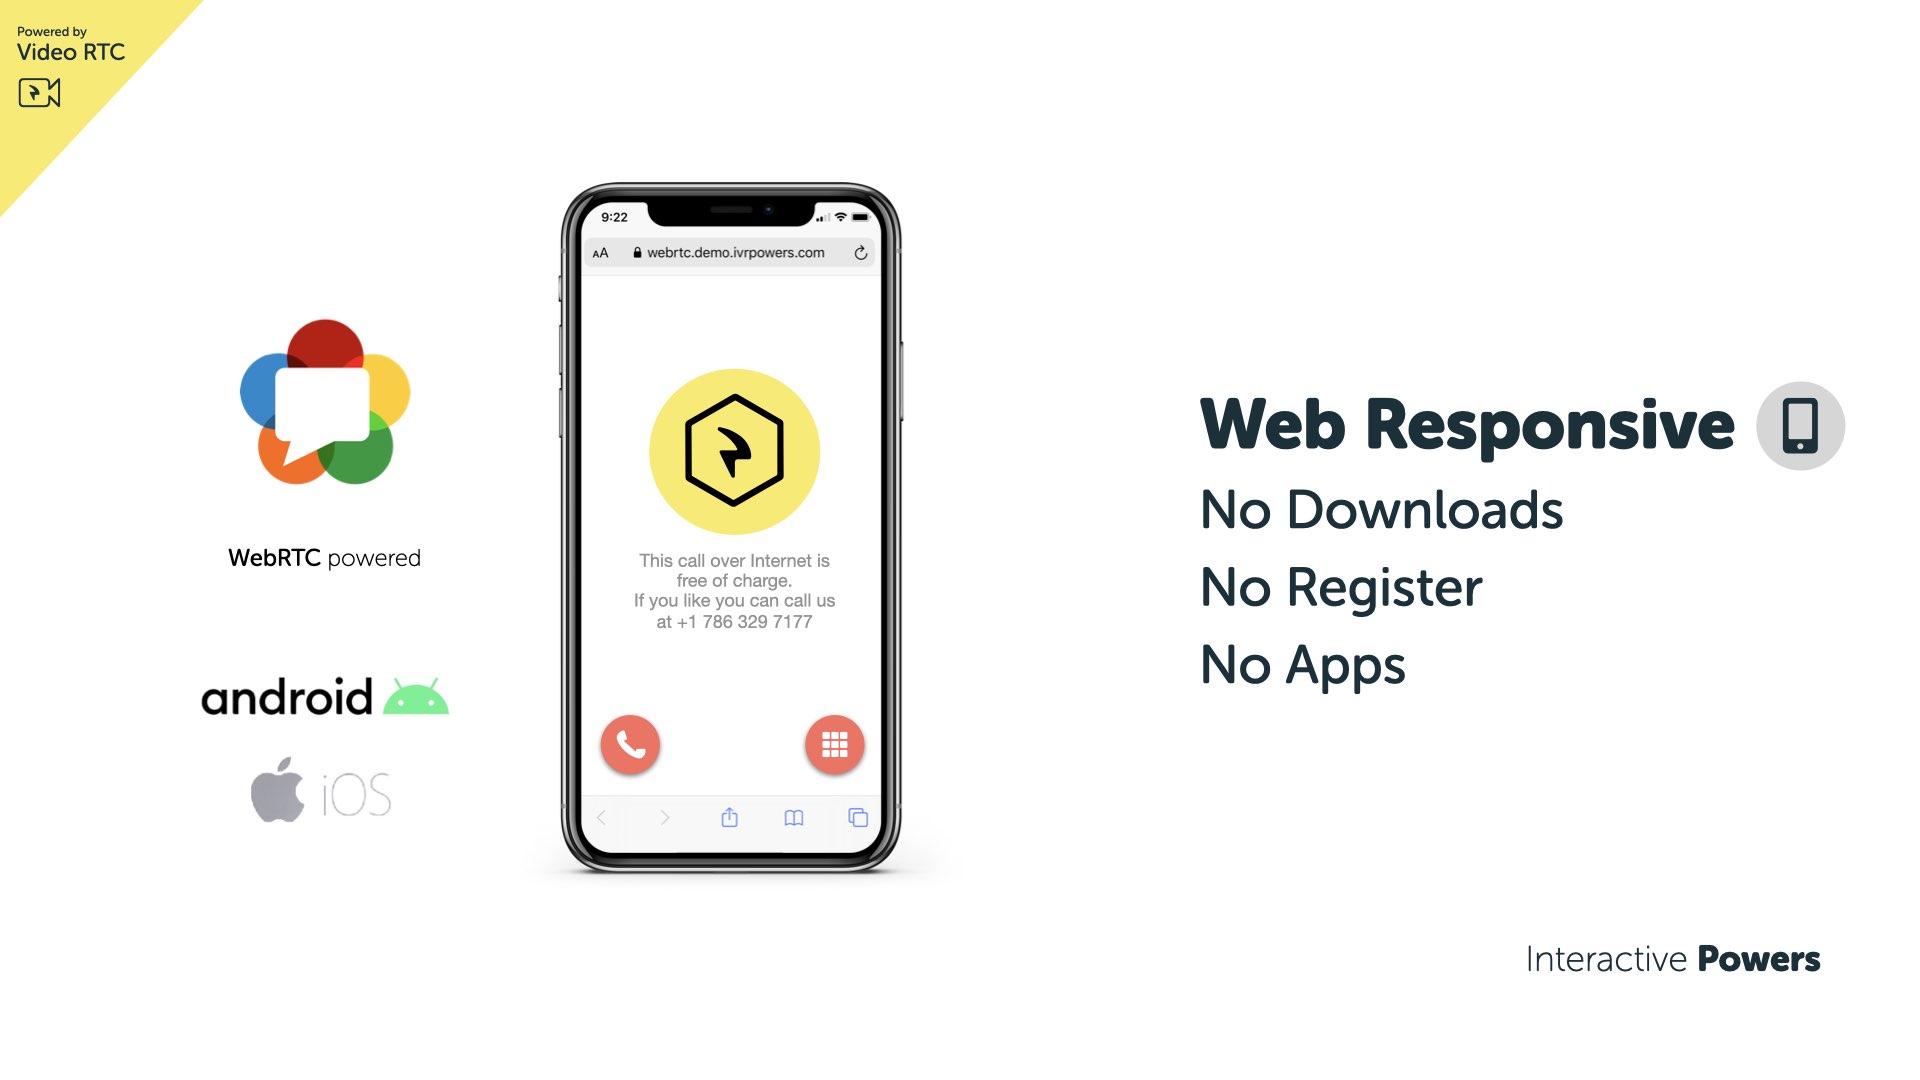 Powered by
Video RTC
WebRTC powered
android
iOS
9:22
AA webrtc.demo.ivrpowers.com
This call over Internet is
free of charge.
If you like you can call us
at +1 786 329 7177
Web Responsive
No Downloads
No Register
No Apps
Interactive Powers